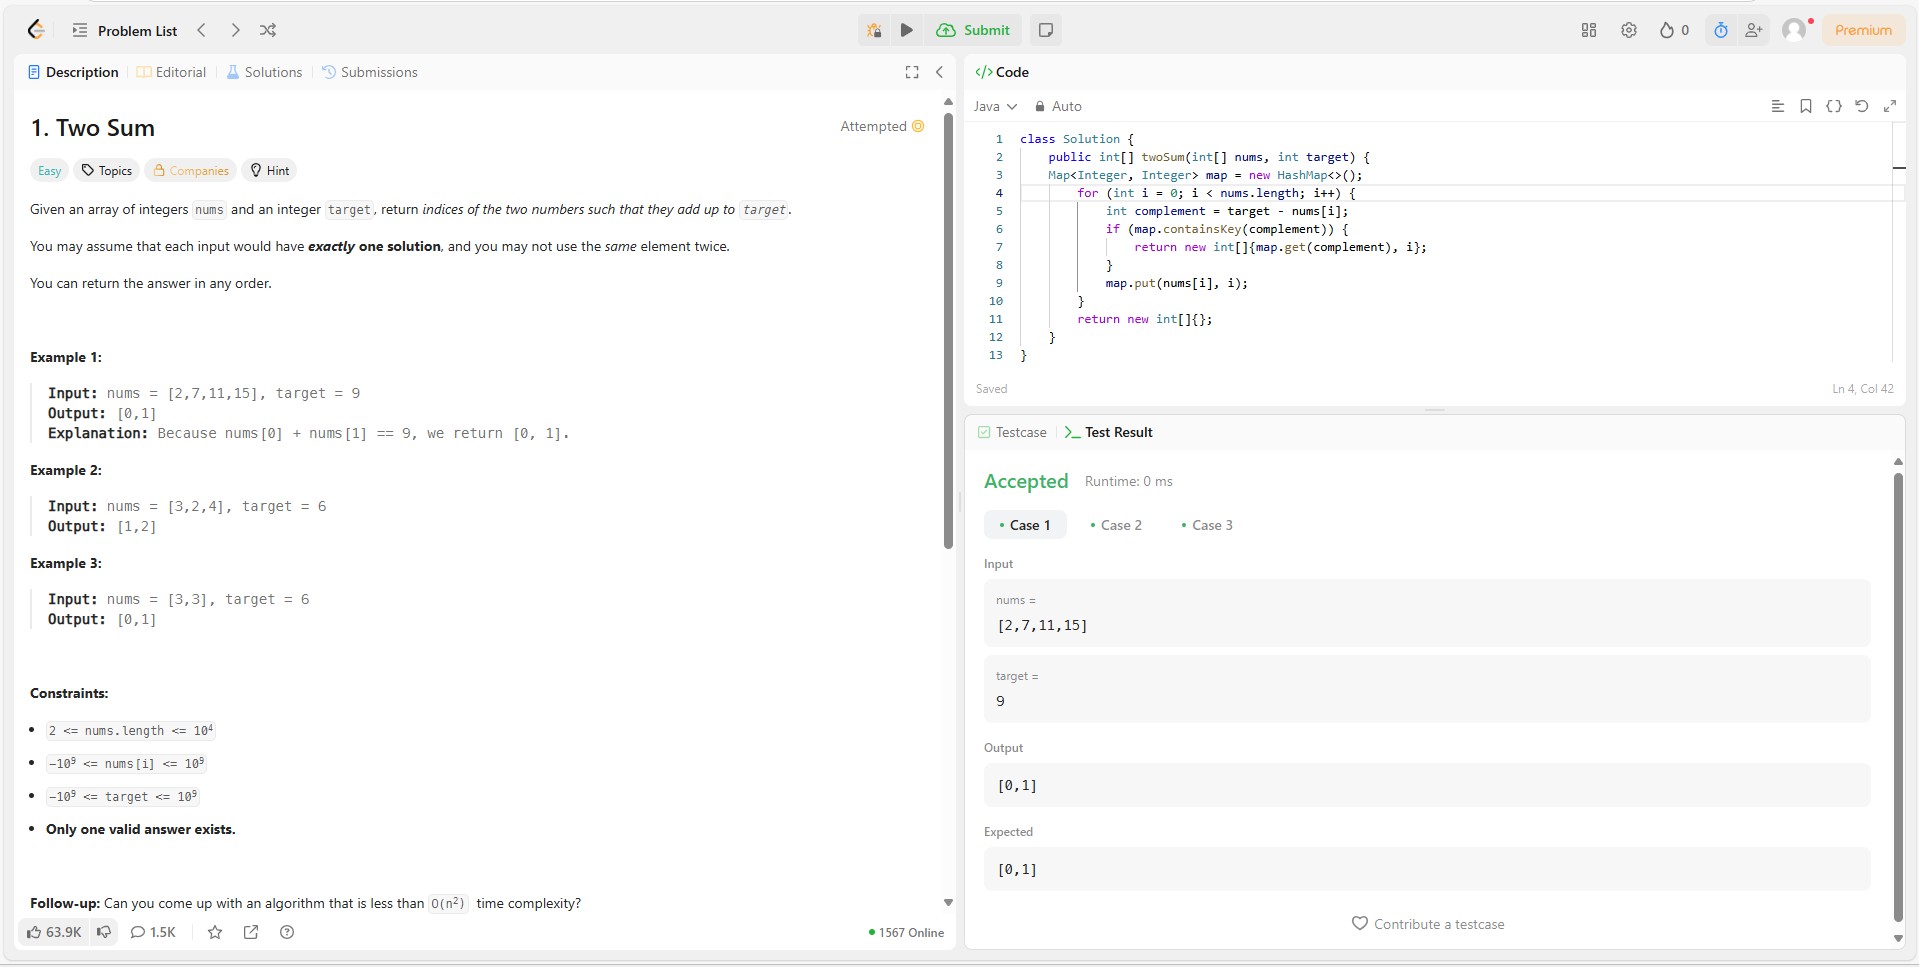 Problem List
Submit
0
Premium
Description
Editorial
Solutions
Submissions
1. Two Sum
Attempted
Easy
Topics
Companies
Hint
Given an array of integers nums and an integer target, return indices of the two numbers such that they add up to target.
You may assume that each input would have exactly one solution, and you may not use the same element twice.
You can return the answer in any order.
Example 1:
Input: nums = [2,7,11,15], target = 9
Output: [0,1]
Explanation: Because nums[0] + nums[1] == 9, we return [0, 1].
Example 2:
Input: nums = [3,2,4], target = 6
Output: [1,2]
Example 3:
Input: nums = [3,3], target = 6
Output: [0,1]
Constraints:
• 2 <= nums.length <= 10⁴
• -10⁹ <= nums[i] <= 10⁹
• -10⁹ <= target <= 10⁹
• Only one valid answer exists.
Follow-up: Can you come up with an algorithm that is less than O(n²) time complexity?
63.9K
1.5K
1567 Online
</> Code
Java
Auto
1 class Solution {
2     public int[] twoSum(int[] nums, int target) {
3     Map<Integer, Integer> map = new HashMap<>();
4         for (int i = 0; i < nums.length; i++) {
5             int complement = target - nums[i];
6             if (map.containsKey(complement)) {
7                 return new int[]{map.get(complement), i};
8             }
9             map.put(nums[i], i);
10         }
11         return new int[]{};
12     }
13 }
Saved
Ln 4, Col 42
Testcase
Test Result
Accepted
Runtime: 0 ms
• Case 1
• Case 2
• Case 3
Input
nums =
[2,7,11,15]
target =
9
Output
[0,1]
Expected
[0,1]
Contribute a testcase